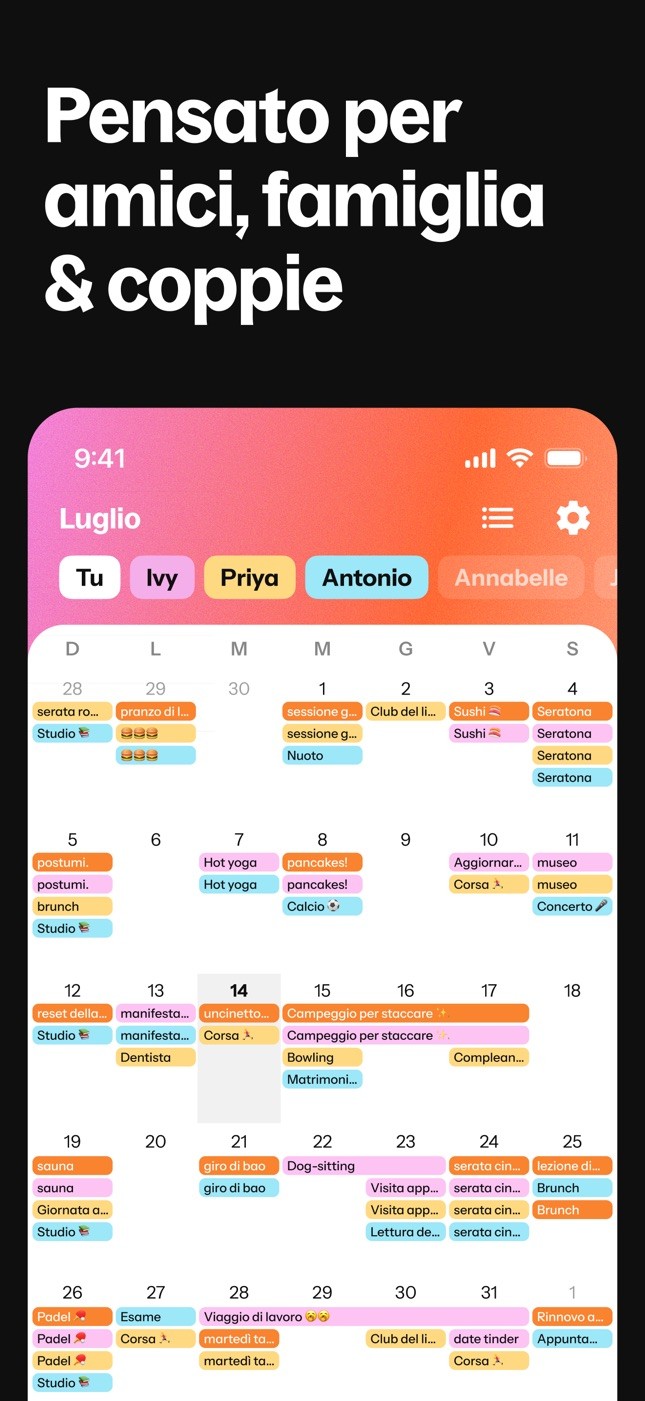 Pensato per
amici, famiglia
& coppie
9:41
Luglio
Tu Ivy Priya Antonio Annabelle J
D L M M G V S
28 29 30 1 2 3 4
serata ro... pranzo di l... sessione g... Club del li... Sushi 🍣 Seratona
Studio 📚 🍔🍔🍔 sessione g... Sushi 🍣 Seratona
🍔🍔🍔 Nuoto Seratona
Seratona
5 6 7 8 9 10 11
postumi. Hot yoga pancakes! Aggiornar... museo
postumi. Hot yoga pancakes! Corsa 🏃 museo
brunch Calcio ⚽ Concerto 🎤
Studio 📚
12 13 14 15 16 17 18
reset della... manifesta... uncinetto... Campeggio per staccare ✨
Studio 📚 manifesta... Corsa 🏃 Campeggio per staccare ✨
Dentista Bowling Complean...
Matrimoni...
19 20 21 22 23 24 25
sauna giro di bao Dog-sitting serata cin... lezione di...
sauna giro di bao Visita app... serata cin... Brunch
Giornata a... Visita app... serata cin... Brunch
Studio 📚 Lettura de... serata cin...
26 27 28 29 30 31 1
Padel 🏓 Esame Viaggio di lavoro 😵😵 Rinnovo a...
Padel 🏓 Corsa 🏃 martedì ta... Club del li... date tinder Appunta...
Padel 🏓 martedì ta... Corsa 🏃
Studio 📚